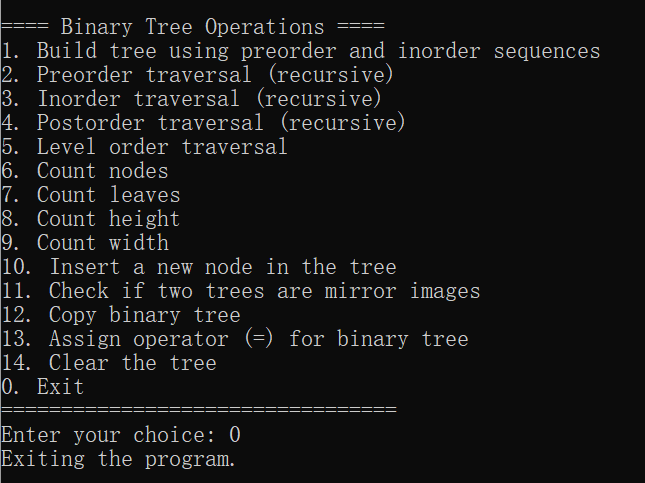 ==== Binary Tree Operations ====
1. Build tree using preorder and inorder sequences
2. Preorder traversal (recursive)
3. Inorder traversal (recursive)
4. Postorder traversal (recursive)
5. Level order traversal
6. Count nodes
7. Count leaves
8. Count height
9. Count width
10. Insert a new node in the tree
11. Check if two trees are mirror images
12. Copy binary tree
13. Assign operator (=) for binary tree
14. Clear the tree
0. Exit
=================================
Enter your choice: 0
Exiting the program.